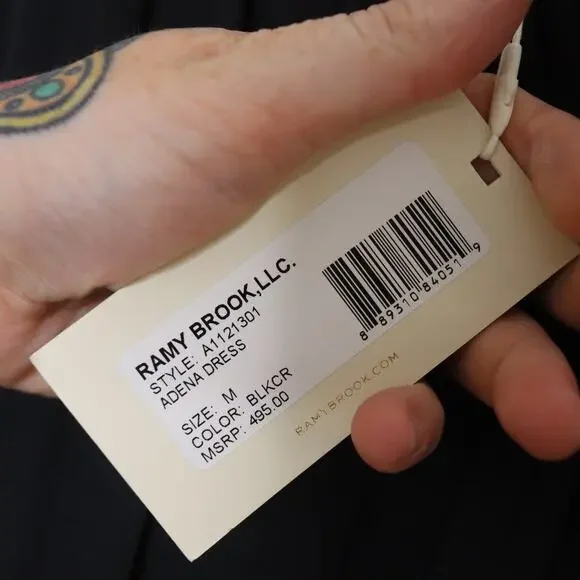 RAMY BROOK,LLC.
STYLE: A1121301
ADENA DRESS
SIZE: M
COLOR: BLKCR
MSRP: 495.00
8 89310 84051 9
RAMYBROOK.COM